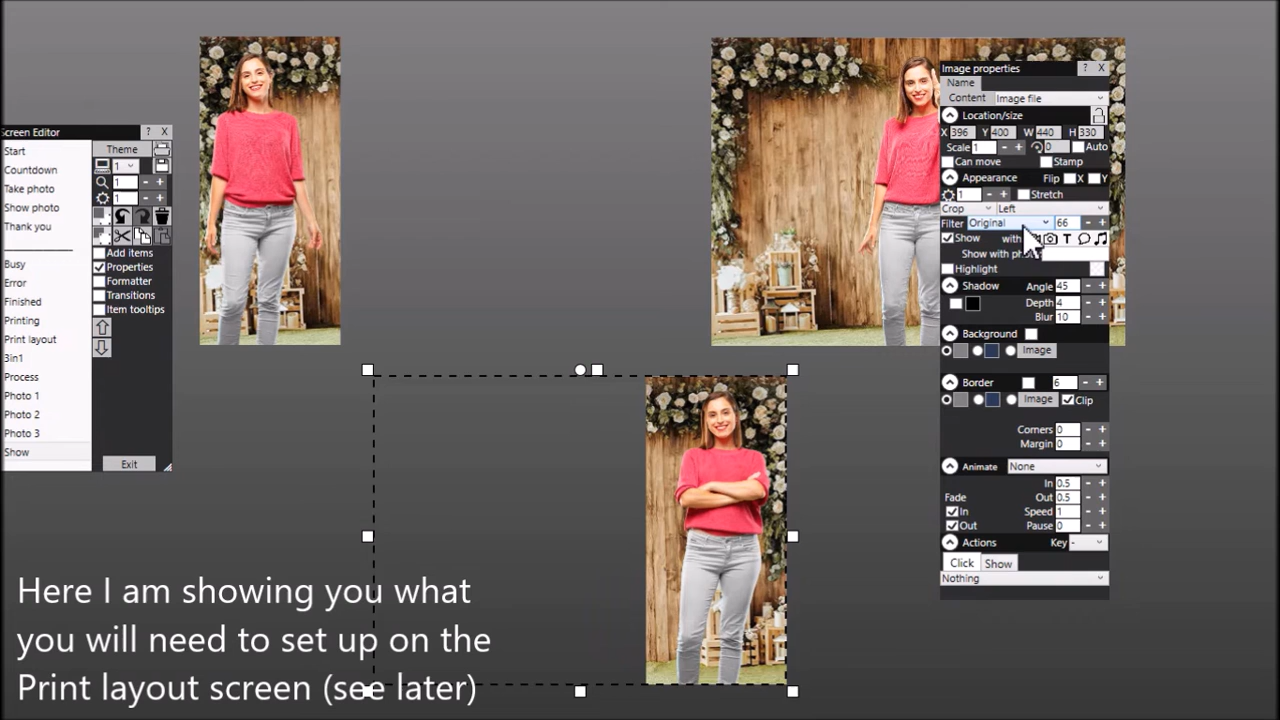 Screen Editor ? X
Start
Countdown
Take photo
Show photo
Thank you
Busy
Error
Finished
Printing
Print layout
3in1
Process
Photo 1
Photo 2
Photo 3
Show
Theme
1
1 - +
1 - +
Add items
Properties
Formatter
Transitions
Item tooltips
Exit
Image properties ? X
Name
Content Image file
Location/size
X 396 Y 400 W 440 H 330
Scale 1 - + 0 Auto
Can move Stamp
Appearance Flip X Y
1 - + Stretch
Crop Left
Filter Original 66 - +
Show with T
Show with
Highlight
Shadow Angle 45
Depth 4
Blur 10
Background
Image
Border 6 - +
Image Clip
Corners 0 - +
Margin 0 - +
Animate None
In 0.5 - +
Fade Out 0.5 - +
In Speed 1 - +
Out Pause 0 - +
Actions Key -
Click Show
Nothing
Here I am showing you what
you will need to set up on the
Print layout screen (see later)